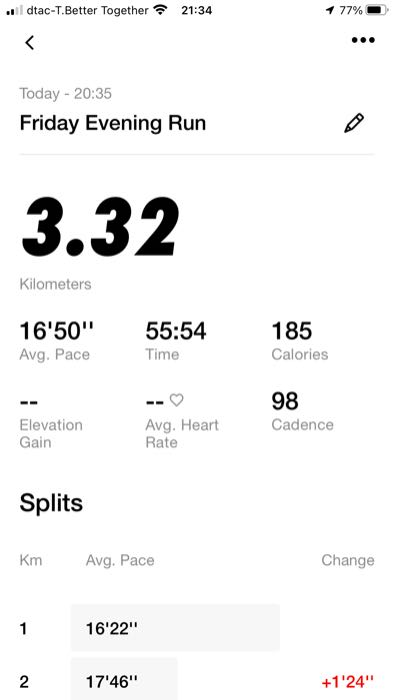 dtac-T.Better Together 21:34 77%
Today - 20:35
Friday Evening Run
3.32
Kilometers
16'50'' 55:54 185
Avg. Pace Time Calories
-- -- 98
Elevation Gain Avg. Heart Rate Cadence
Splits
Km Avg. Pace Change
1 16'22''
2 17'46'' +1'24''